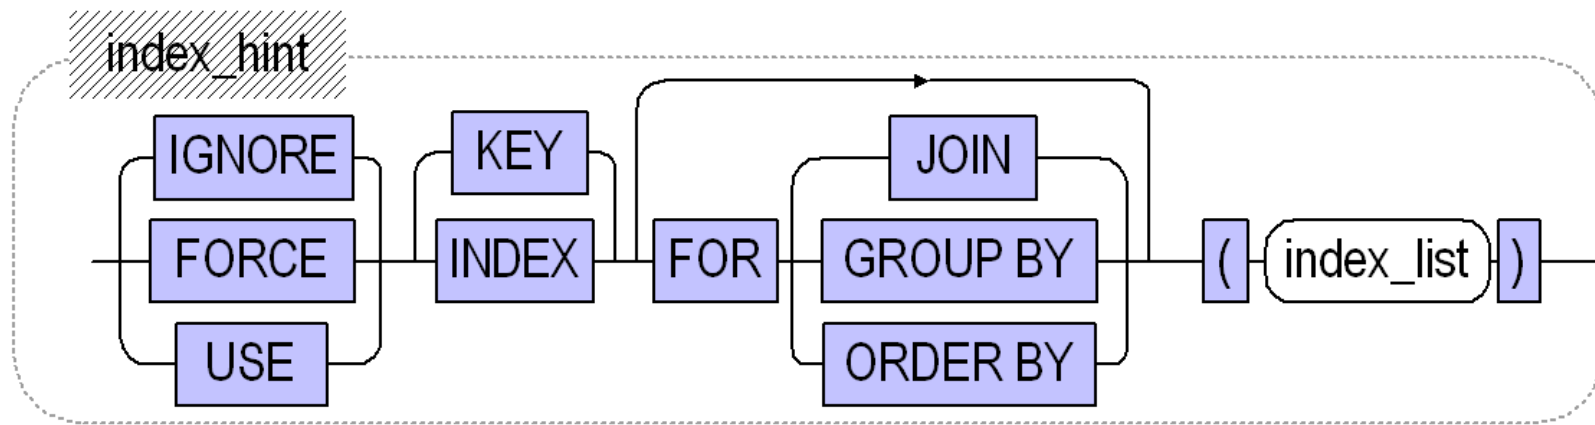 index_hint
IGNORE
KEY
JOIN
FORCE INDEX FOR GROUP BY ( index_list )
USE
ORDER BY